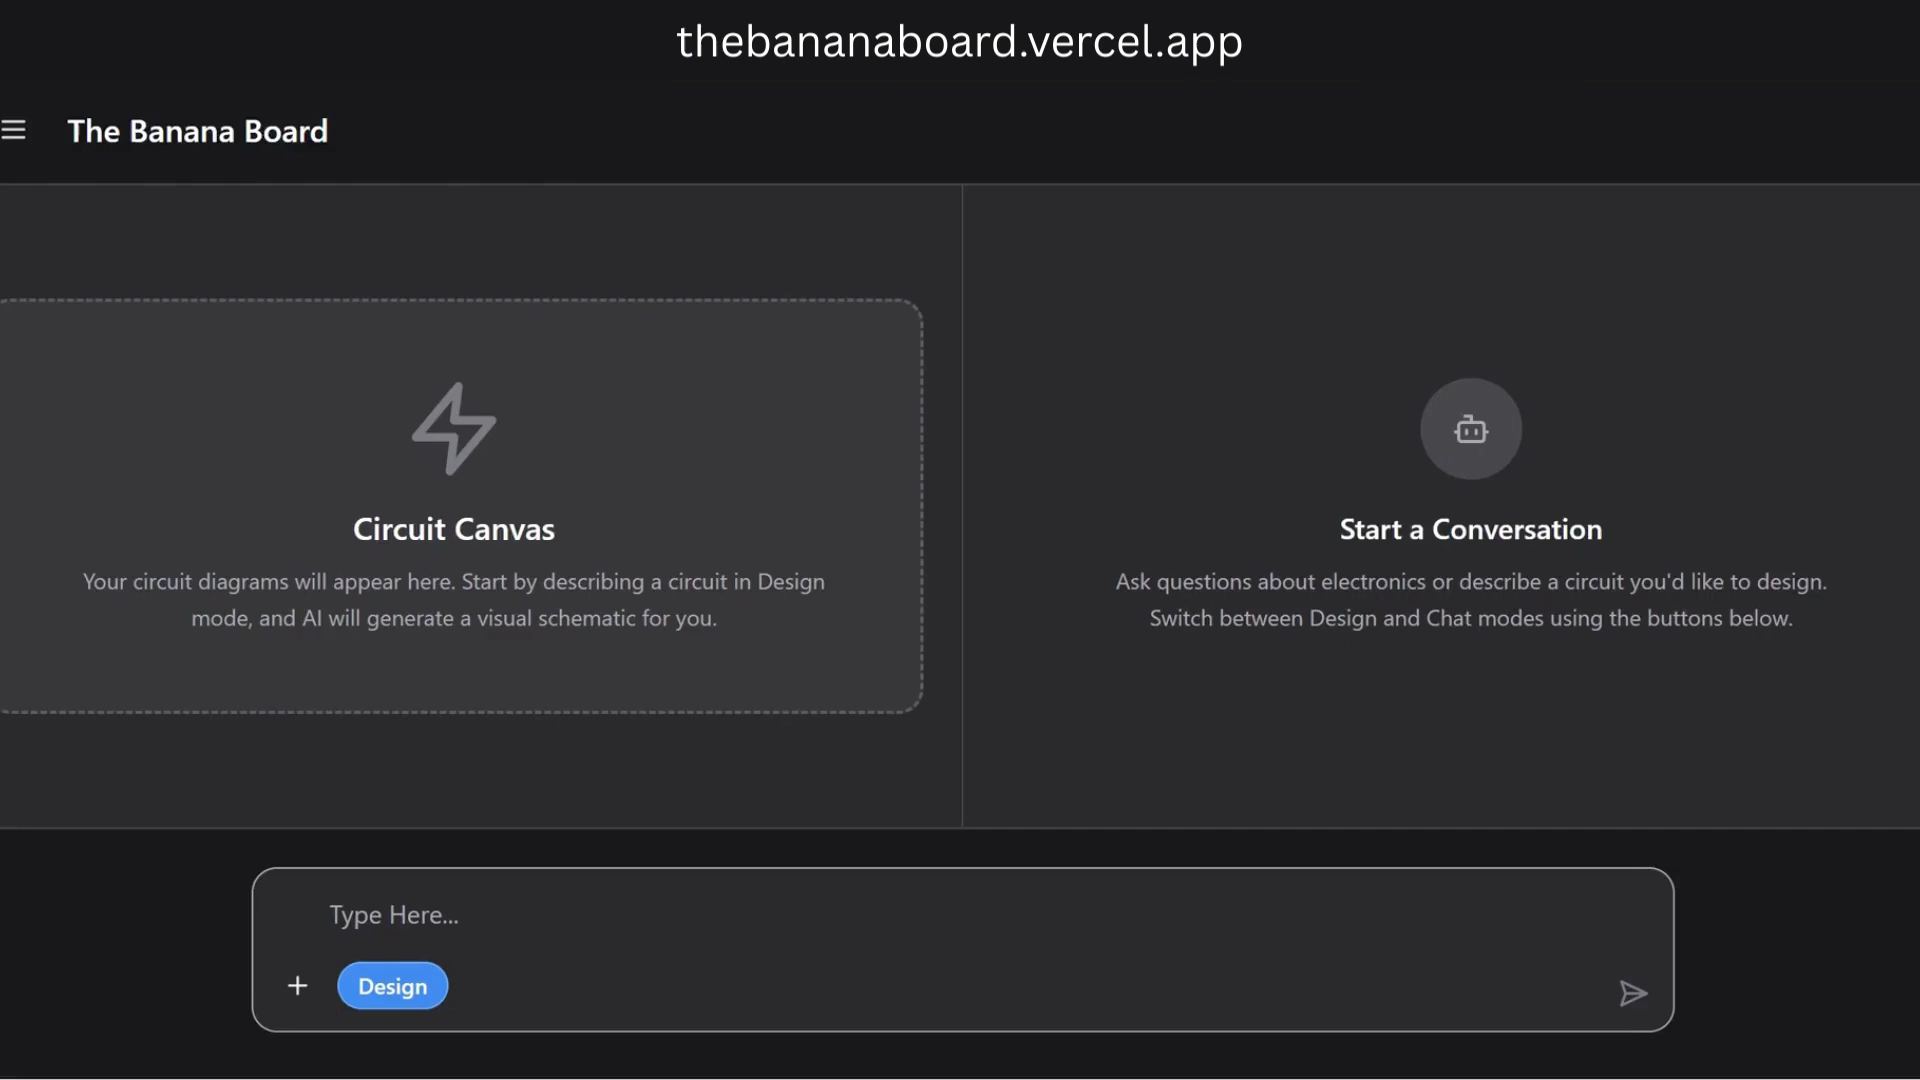 thebananaboard.vercel.app
The Banana Board
Circuit Canvas
Your circuit diagrams will appear here. Start by describing a circuit in Design
mode, and AI will generate a visual schematic for you.
Start a Conversation
Ask questions about electronics or describe a circuit you'd like to design.
Switch between Design and Chat modes using the buttons below.
Type Here...
Design